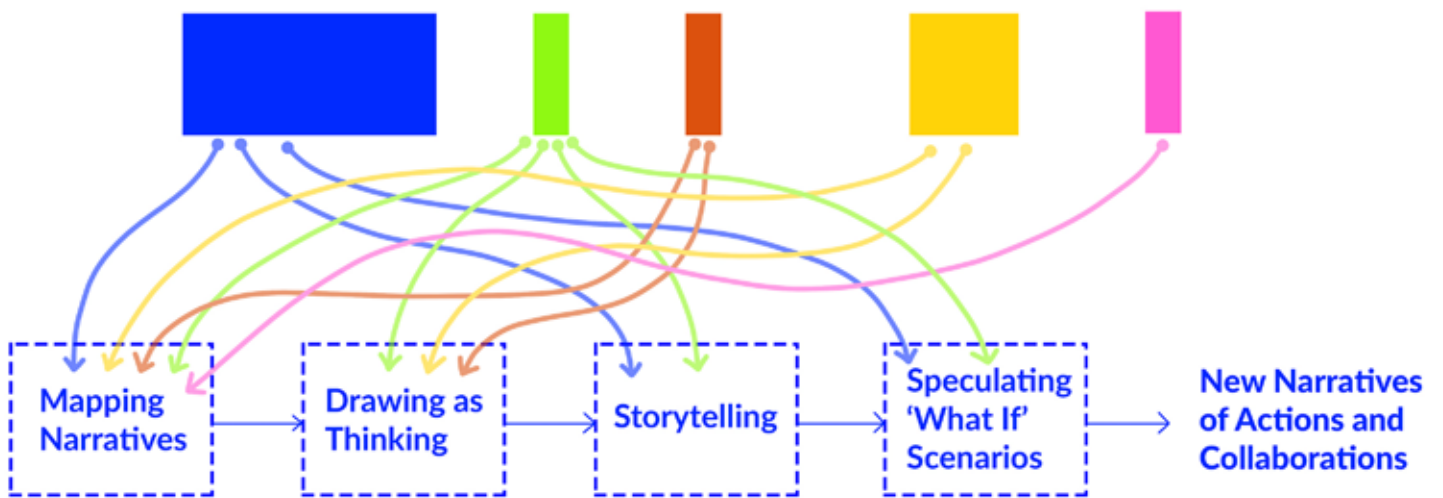 Mapping
Narratives
Drawing as
Thinking
Storytelling
Speculating
‘What If’
Scenarios
New Narratives
of Actions and
Collaborations